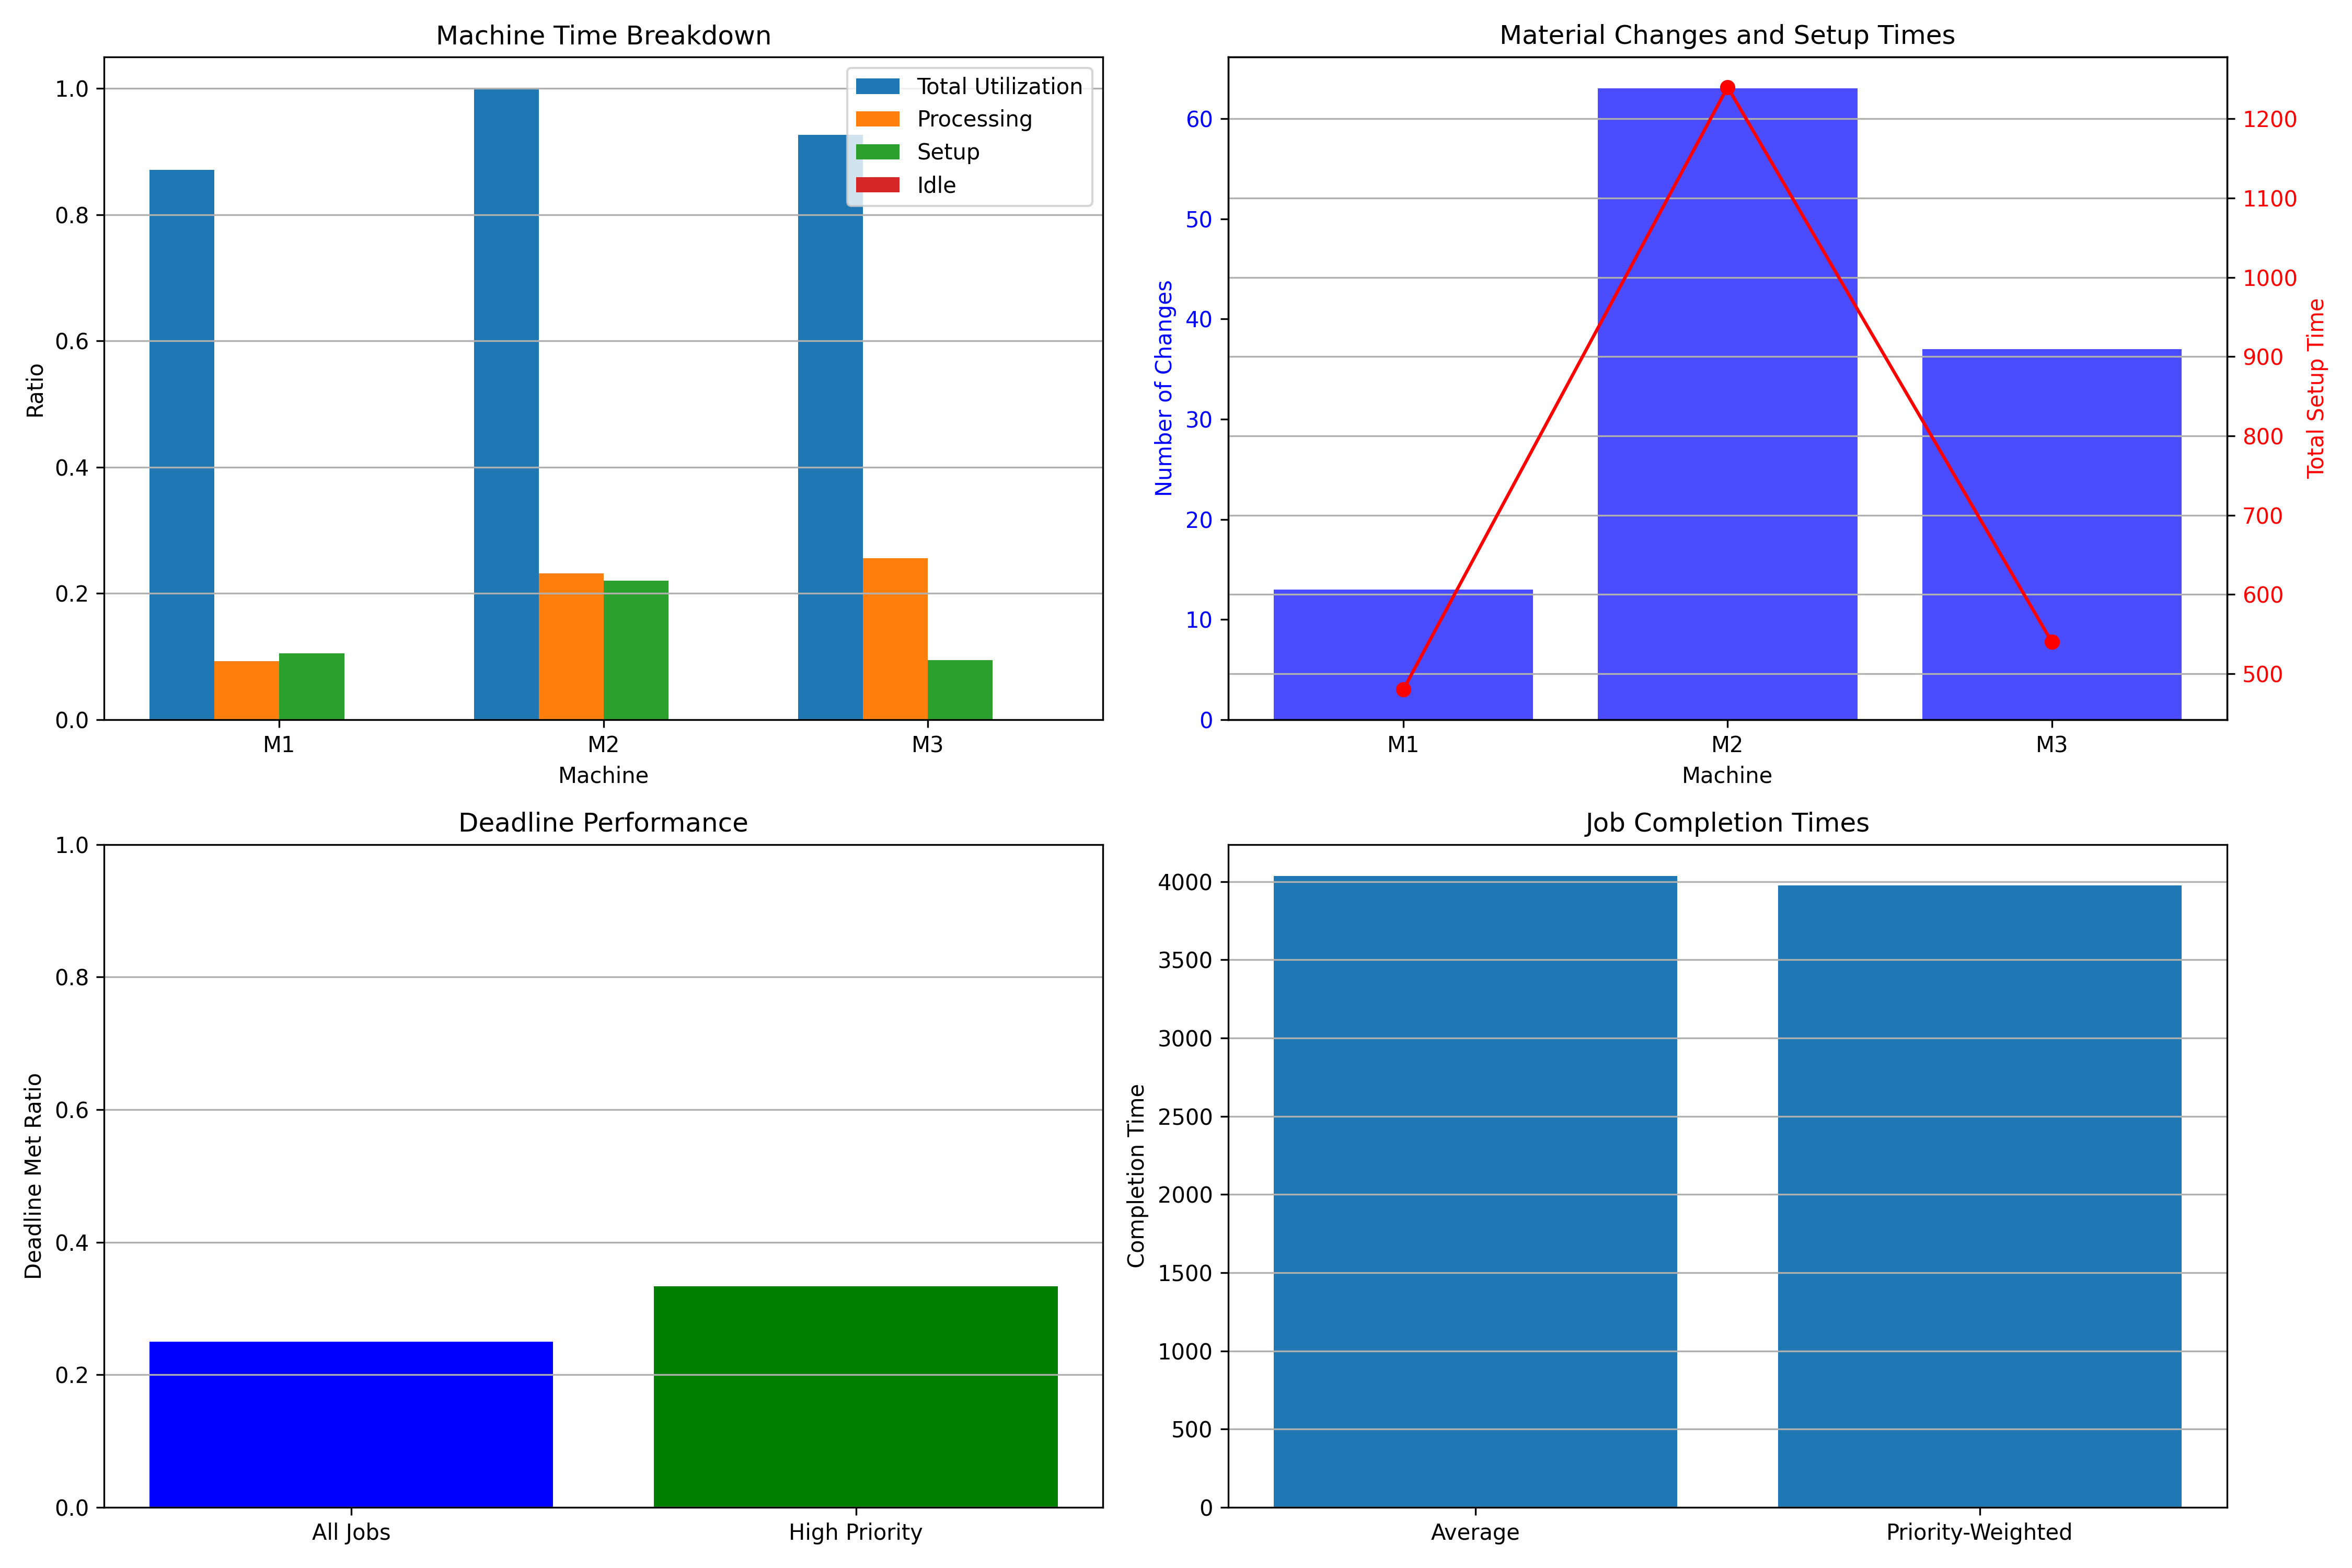 Machine Time Breakdown
Ratio
1.0
0.8
0.6
0.4
0.2
0.0
Total Utilization
Processing
Setup
Idle
M1
M2
M3
Machine
Material Changes and Setup Times
Number of Changes
60
50
40
30
20
10
0
1200
1100
1000
900
800
700
600
500
Total Setup Time
M1
M2
M3
Machine
Deadline Performance
Deadline Met Ratio
1.0
0.8
0.6
0.4
0.2
0.0
All Jobs
High Priority
Job Completion Times
Completion Time
4000
3500
3000
2500
2000
1500
1000
500
0
Average
Priority-Weighted